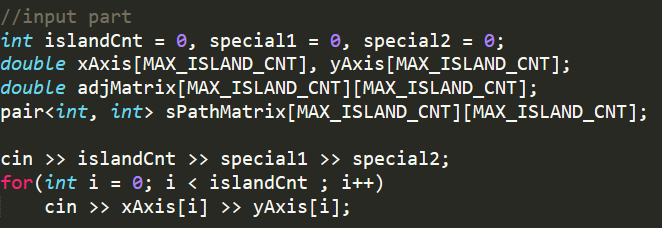 //input part
int islandCnt = 0, special1 = 0, special2 = 0;
double xAxis[MAX_ISLAND_CNT], yAxis[MAX_ISLAND_CNT];
double adjMatrix[MAX_ISLAND_CNT][MAX_ISLAND_CNT];
pair<int, int> sPathMatrix[MAX_ISLAND_CNT][MAX_ISLAND_CNT];
cin >> islandCnt >> special1 >> special2;
for(int i = 0; i < islandCnt ; i++)
    cin >> xAxis[i] >> yAxis[i];